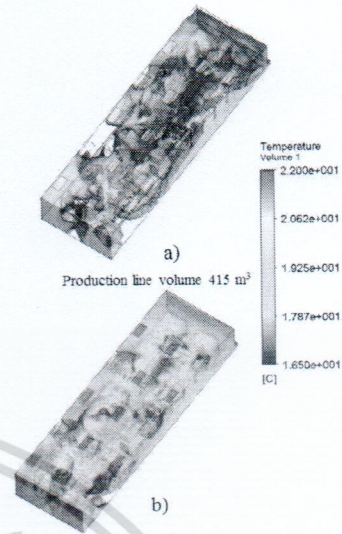 a)
Production line volume 415 m³
Temperature
Volume 1
2.200e+001
2.062e+001
1.925e+001
1.787e+001
1.650e+001
[C]
b)